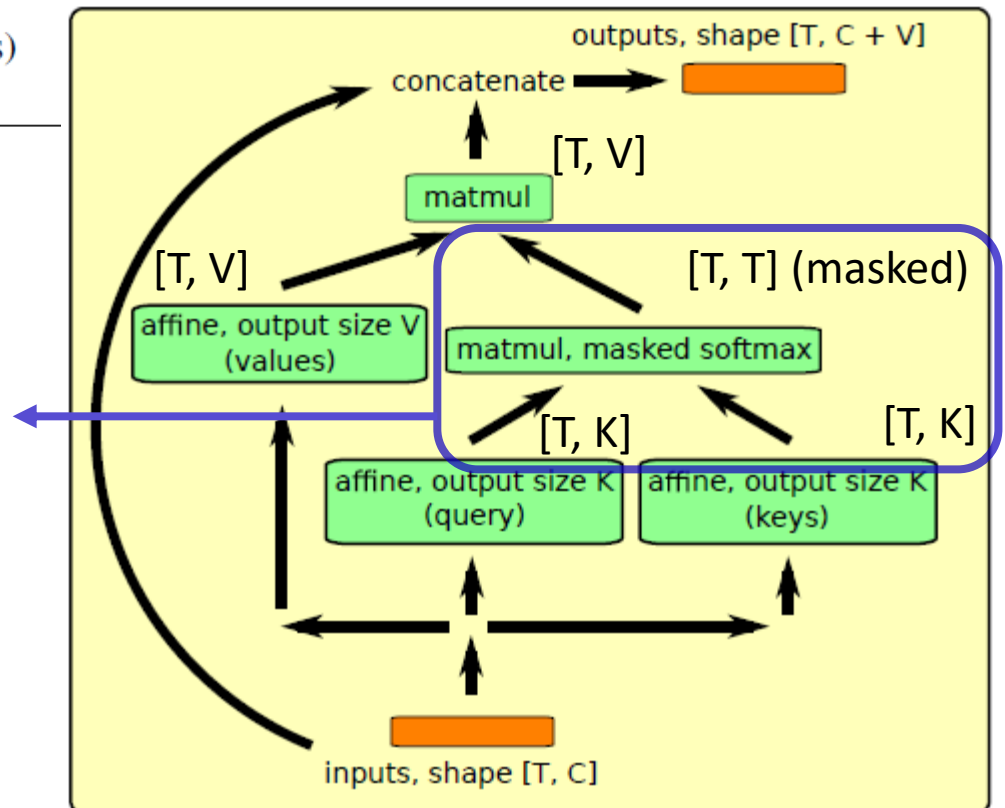 s)
outputs, shape [T, C + V]
concatenate
[T, V]
matmul
[T, V]
[T, T] (masked)
affine, output size V
(values)
matmul, masked softmax
[T, K]
[T, K]
affine, output size K
(query)
affine, output size K
(keys)
inputs, shape [T, C]